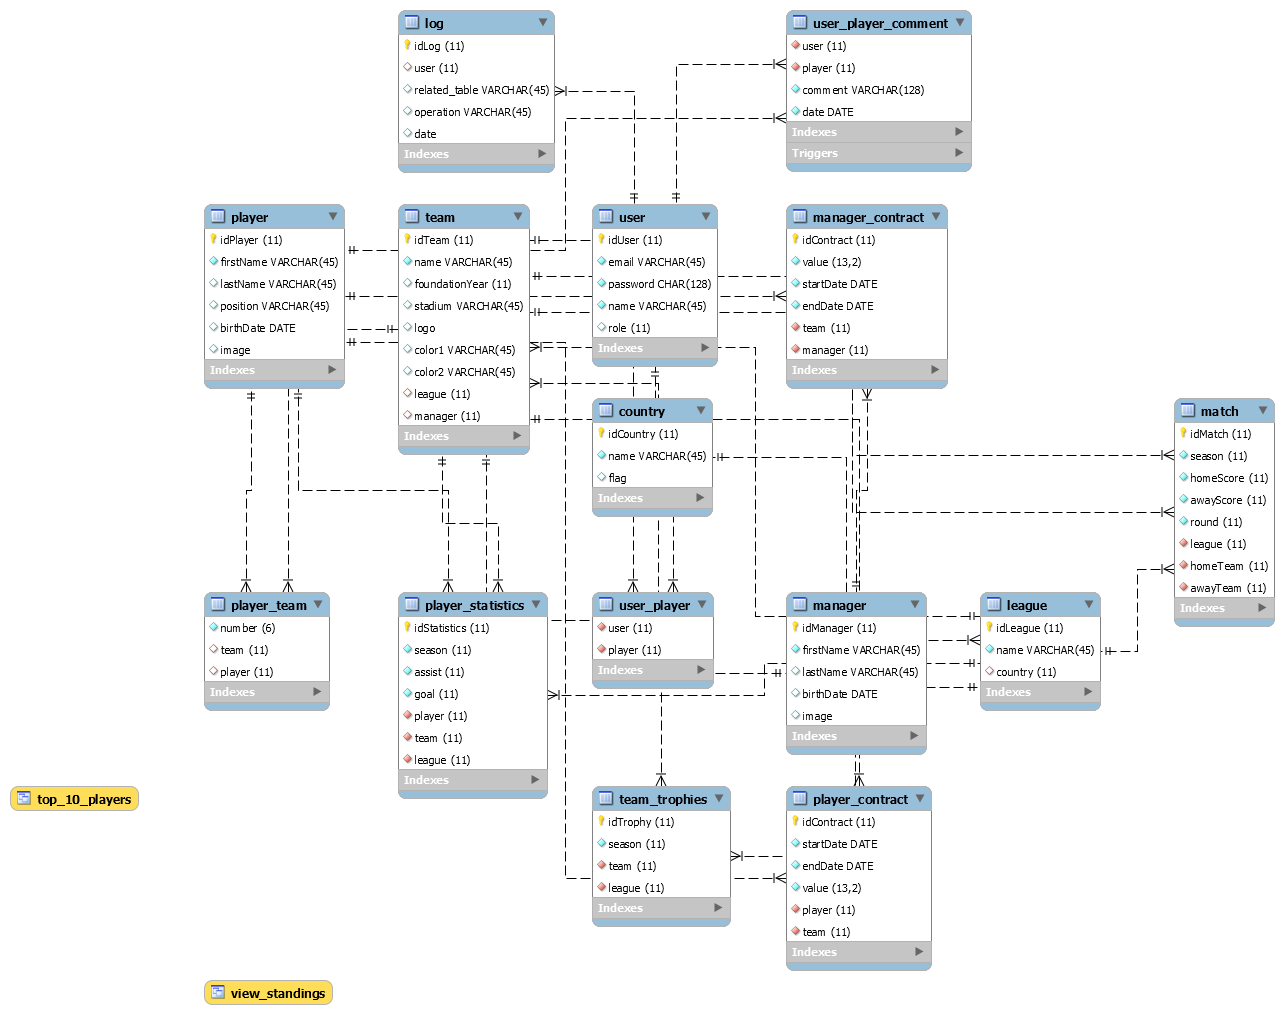 log
idLog (11)
user (11)
related_table VARCHAR(45)
operation VARCHAR(45)
date
Indexes
user_player_comment
user (11)
player (11)
comment VARCHAR(128)
date DATE
Indexes
Triggers
player
idPlayer (11)
firstName VARCHAR(45)
lastName VARCHAR(45)
position VARCHAR(45)
birthDate DATE
image
Indexes
team
idTeam (11)
name VARCHAR(45)
foundationYear (11)
stadium VARCHAR(45)
logo
color1 VARCHAR(45)
color2 VARCHAR(45)
league (11)
manager (11)
Indexes
user
idUser (11)
email VARCHAR(45)
password CHAR(128)
name VARCHAR(45)
role (11)
Indexes
manager_contract
idContract (11)
value (13,2)
startDate DATE
endDate DATE
team (11)
manager (11)
Indexes
country
idCountry (11)
name VARCHAR(45)
flag
Indexes
match
idMatch (11)
season (11)
homeScore (11)
awayScore (11)
round (11)
league (11)
homeTeam (11)
awayTeam (11)
Indexes
player_team
number (6)
team (11)
player (11)
Indexes
player_statistics
idStatistics (11)
season (11)
assist (11)
goal (11)
player (11)
team (11)
league (11)
Indexes
user_player
user (11)
player (11)
Indexes
manager
idManager (11)
firstName VARCHAR(45)
lastName VARCHAR(45)
birthDate DATE
image
Indexes
league
idLeague (11)
name VARCHAR(45)
country (11)
Indexes
top_10_players
team_trophies
idTrophy (11)
season (11)
team (11)
league (11)
Indexes
player_contract
idContract (11)
startDate DATE
endDate DATE
value (13,2)
player (11)
team (11)
Indexes
view_standings